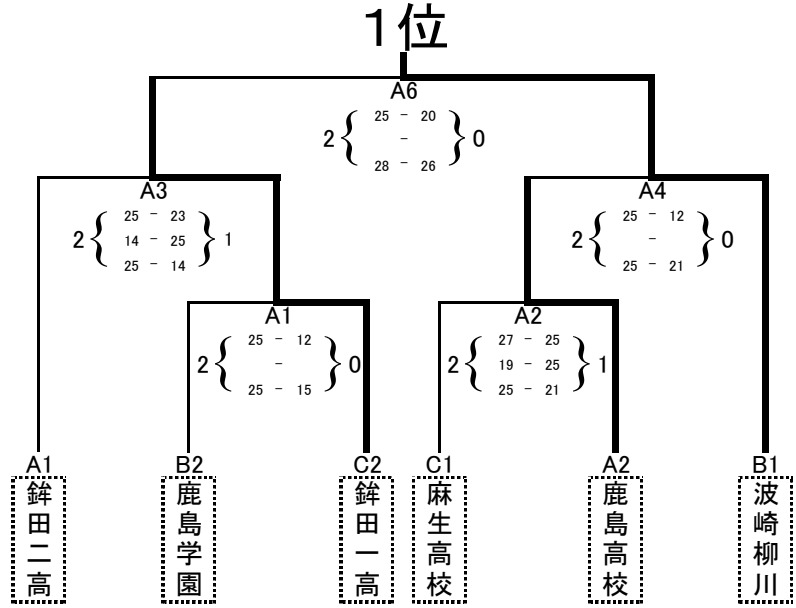 1位
A6
25 - 20
2 { - } 0
28 - 26
A3
25 - 23
2 { 14 - 25 } 1
25 - 14
A4
25 - 12
2 { - } 0
25 - 21
A1
25 - 12
2 { - } 0
25 - 15
A2
27 - 25
2 { 19 - 25 } 1
25 - 21
A1
鉾田二高
B2
鹿島学園
C2
鉾田一高
C1
麻生高校
A2
鹿島高校
B1
波崎柳川